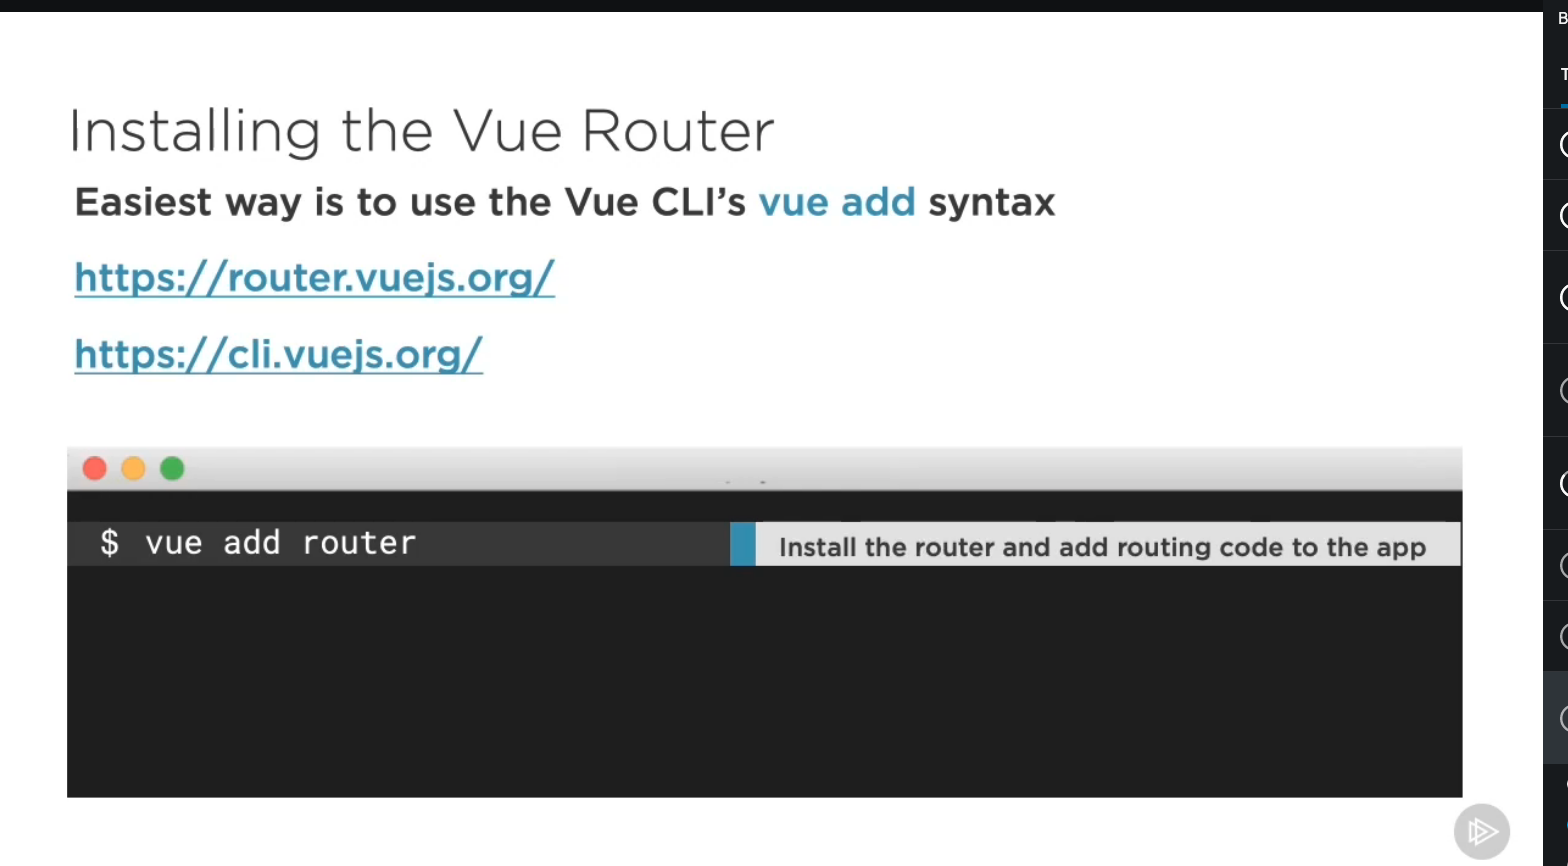 Installing the Vue Router
Easiest way is to use the Vue CLI’s vue add syntax
https://router.vuejs.org/
https://cli.vuejs.org/
$ vue add router
Install the router and add routing code to the app